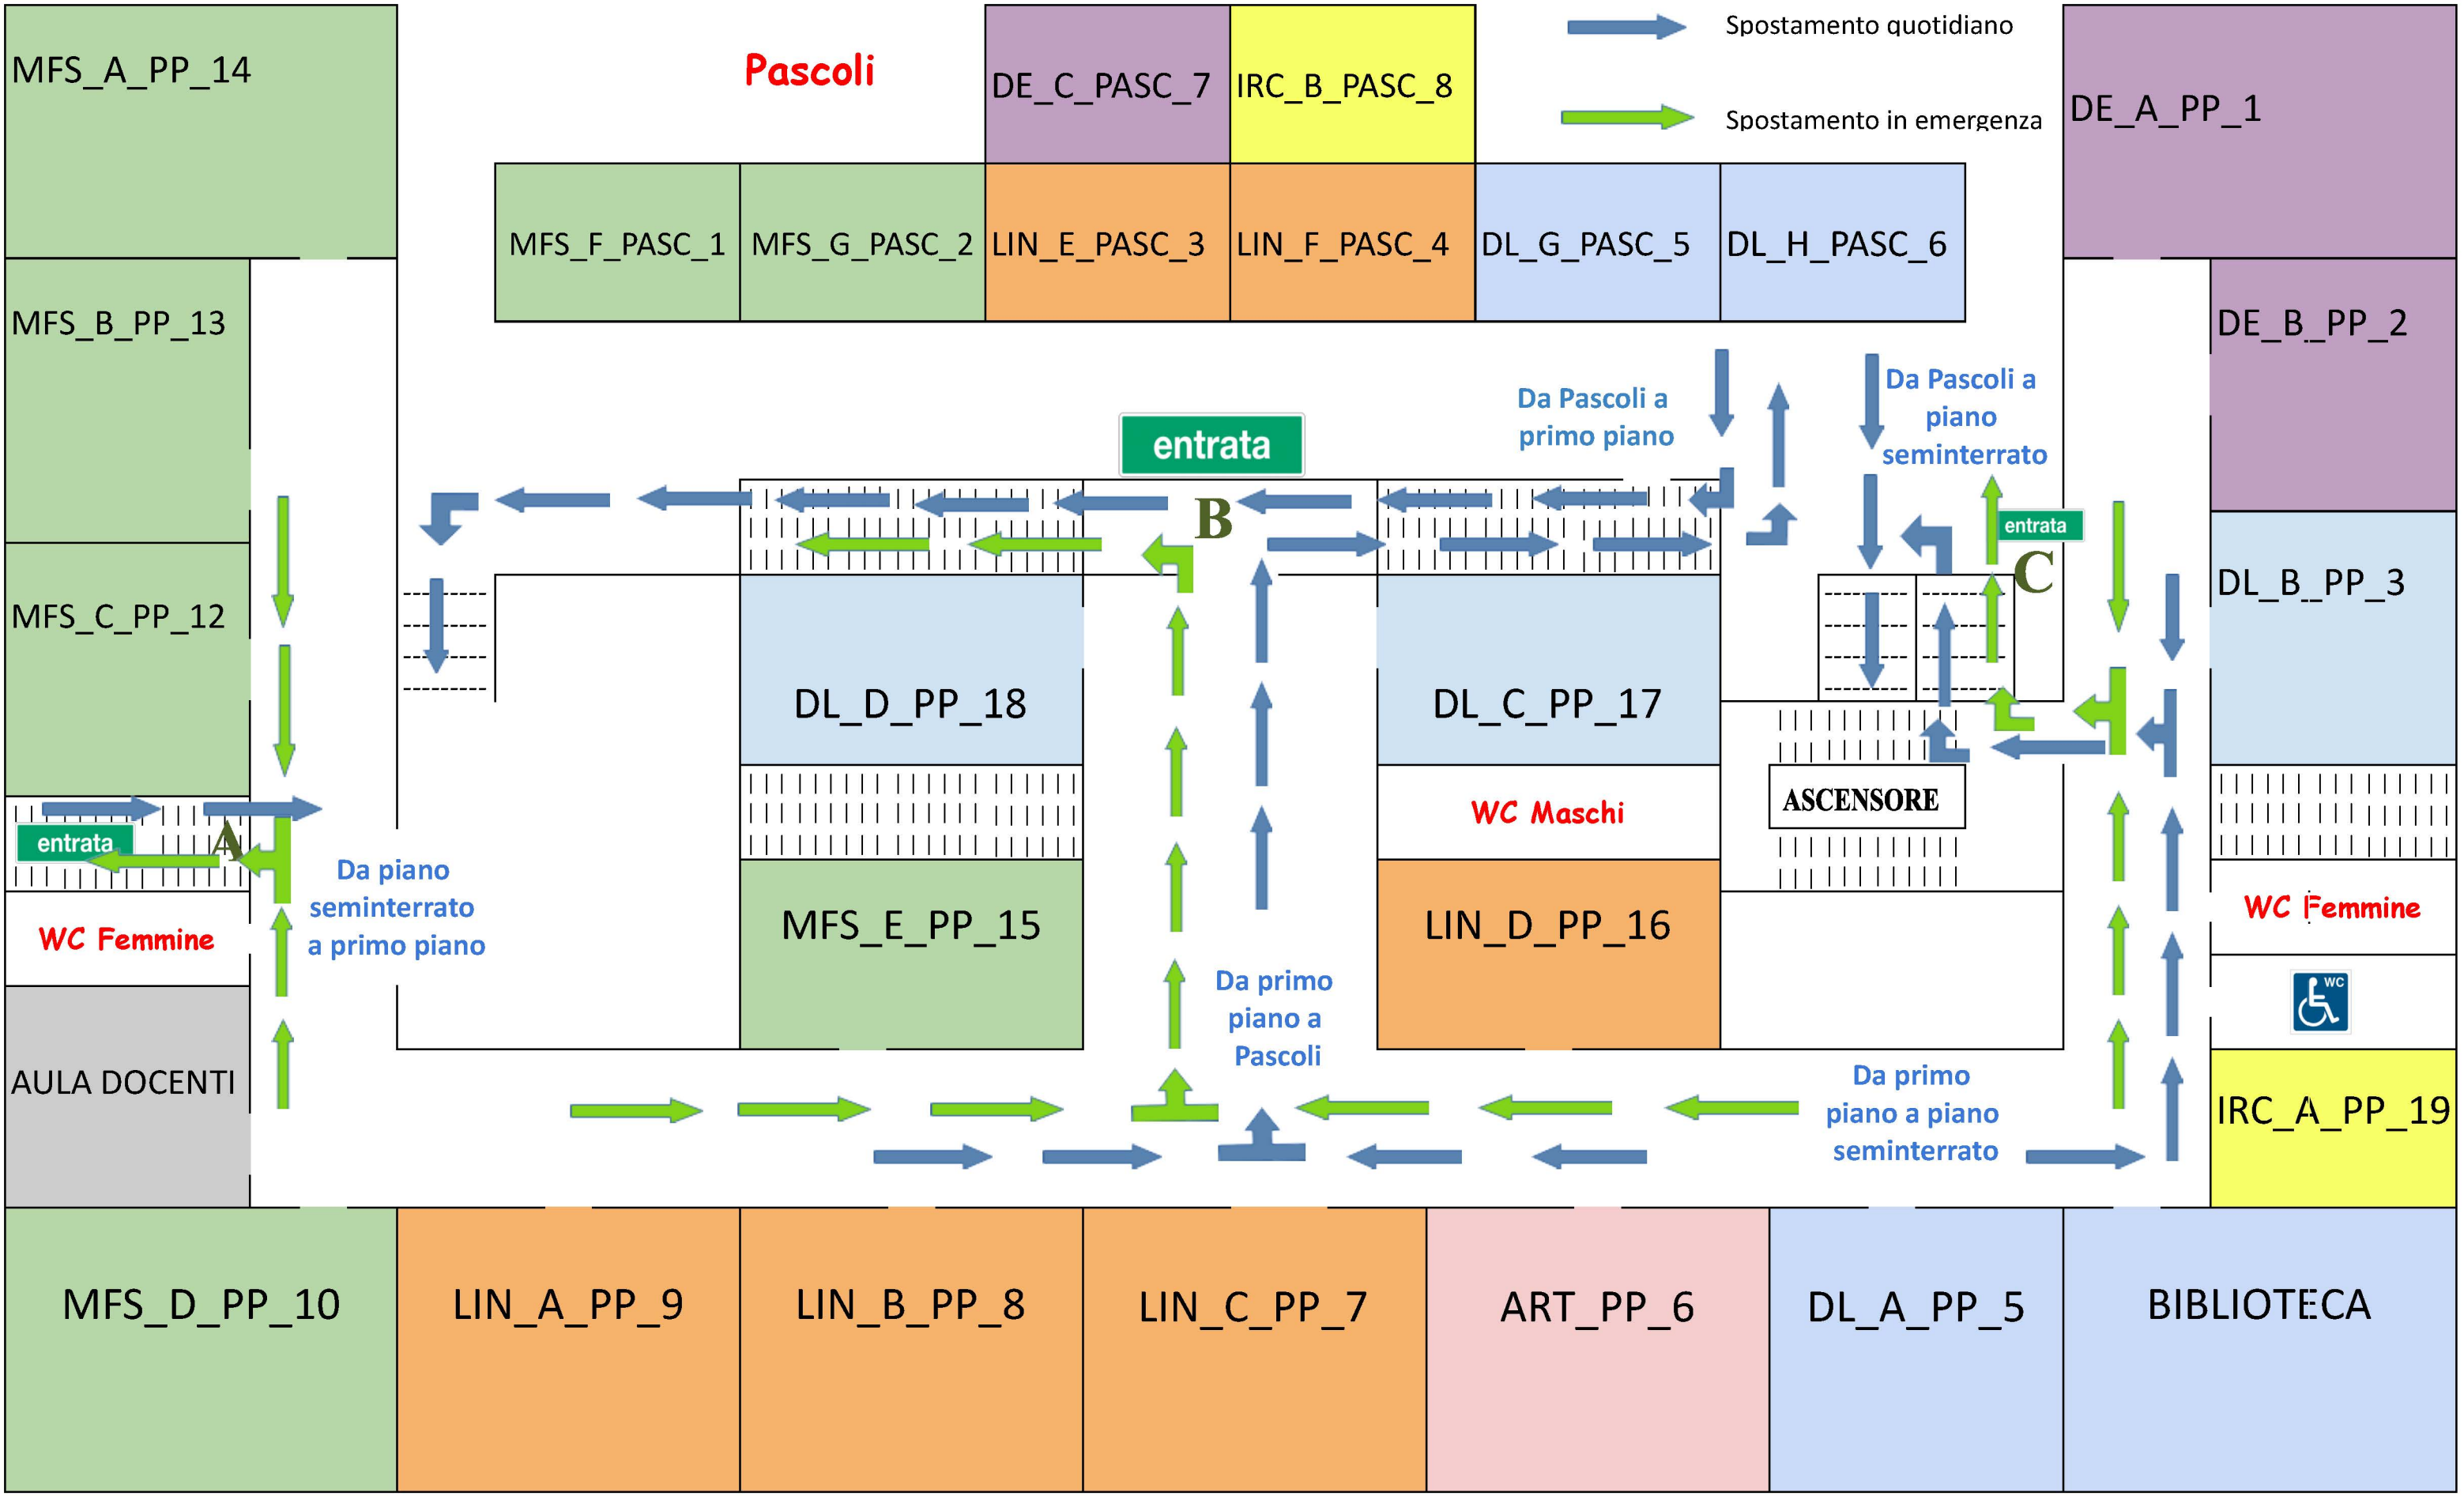 MFS_A_PP_14
Pascoli
DE_C_PASC_7
IRC_B_PASC_8
Spostamento quotidiano
Spostamento in emergenza
DE_A_PP_1
MFS_F_PASC_1
MFS_G_PASC_2
LIN_E_PASC_3
LIN_F_PASC_4
DL_G_PASC_5
DL_H_PASC_6
MFS_B_PP_13
DE_B_PP_2
Da Pascoli a
primo piano
Da Pascoli a
piano
seminterrato
entrata
B
entrata
C
MFS_C_PP_12
DL_B_PP_3
DL_D_PP_18
DL_C_PP_17
ASCENSORE
WC Maschi
entrata
A
Da piano
seminterrato
a primo piano
WC Femmine
WC Femmine
MFS_E_PP_15
LIN_D_PP_16
Da primo
piano a
Pascoli
WC
AULA DOCENTI
Da primo
piano a piano
seminterrato
IRC_A_PP_19
MFS_D_PP_10
LIN_A_PP_9
LIN_B_PP_8
LIN_C_PP_7
ART_PP_6
DL_A_PP_5
BIBLIOTECA